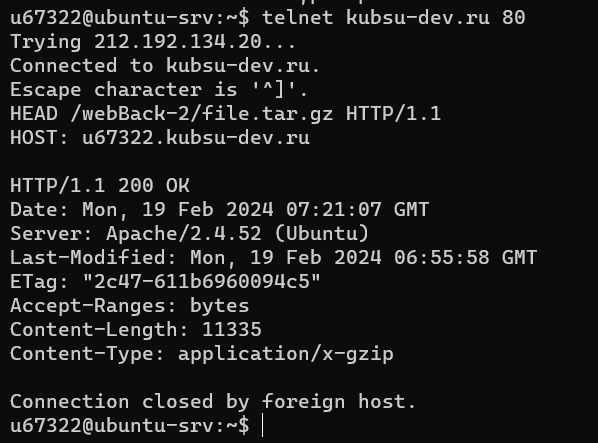 u67322@ubuntu-srv:~$ telnet kubsu-dev.ru 80
Trying 212.192.134.20...
Connected to kubsu-dev.ru.
Escape character is '^]'.
HEAD /webBack-2/file.tar.gz HTTP/1.1
HOST: u67322.kubsu-dev.ru

HTTP/1.1 200 OK
Date: Mon, 19 Feb 2024 07:21:07 GMT
Server: Apache/2.4.52 (Ubuntu)
Last-Modified: Mon, 19 Feb 2024 06:55:58 GMT
ETag: "2c47-611b6960094c5"
Accept-Ranges: bytes
Content-Length: 11335
Content-Type: application/x-gzip

Connection closed by foreign host.
u67322@ubuntu-srv:~$